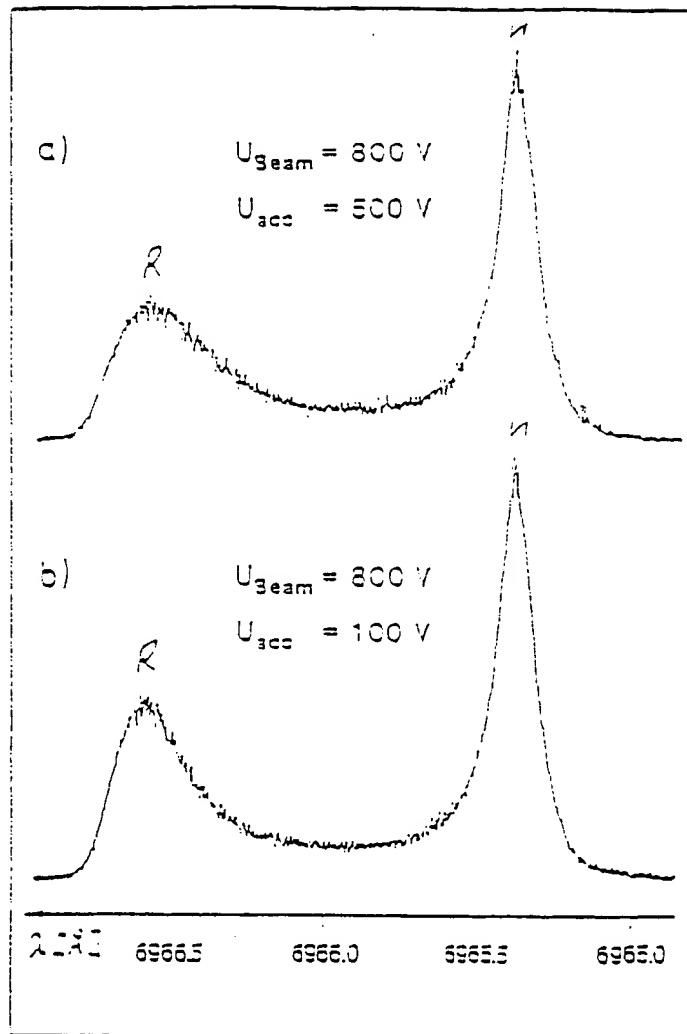 a)
U_Beam = 800 V
U_acc = 500 V
R
b)
U_Beam = 800 V
U_acc = 100 V
R
6966.5 6966.0 6965.5 6965.0